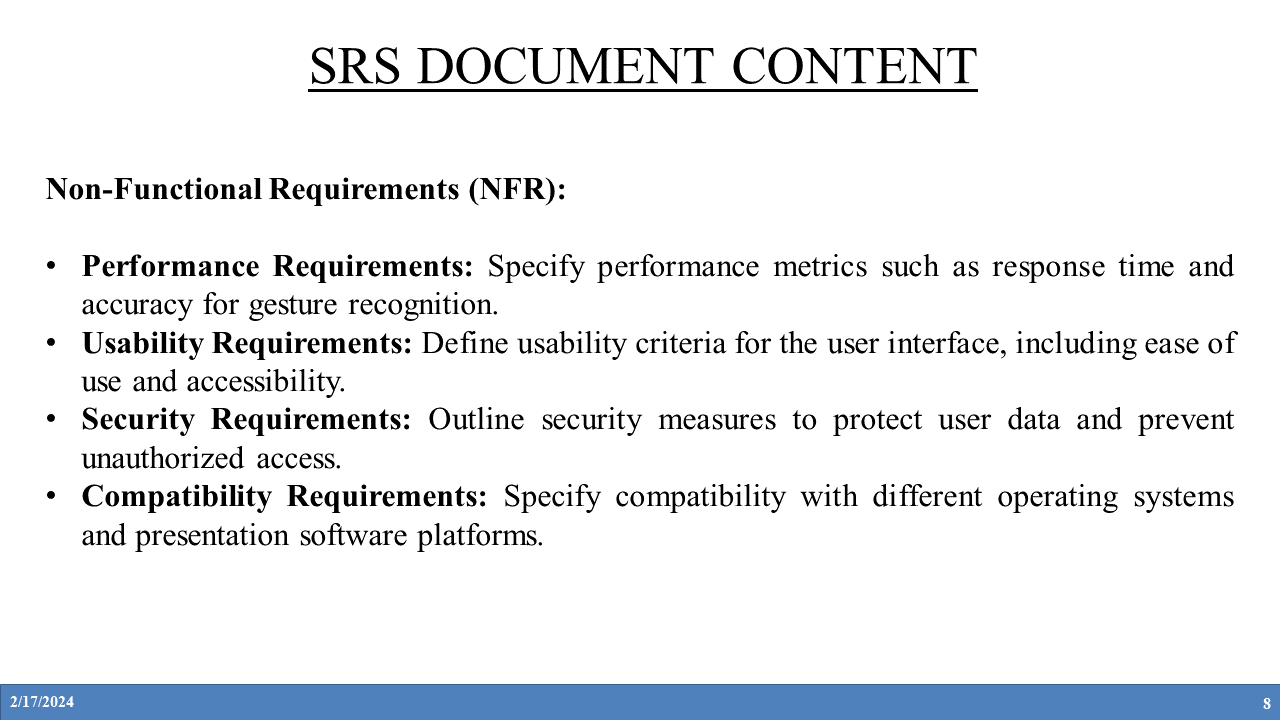 SRS DOCUMENT CONTENT
Non-Functional Requirements (NFR):
• Performance Requirements: Specify performance metrics such as response time and
accuracy for gesture recognition.
• Usability Requirements: Define usability criteria for the user interface, including ease of
use and accessibility.
• Security Requirements: Outline security measures to protect user data and prevent
unauthorized access.
• Compatibility Requirements: Specify compatibility with different operating systems
and presentation software platforms.
2/17/2024
8